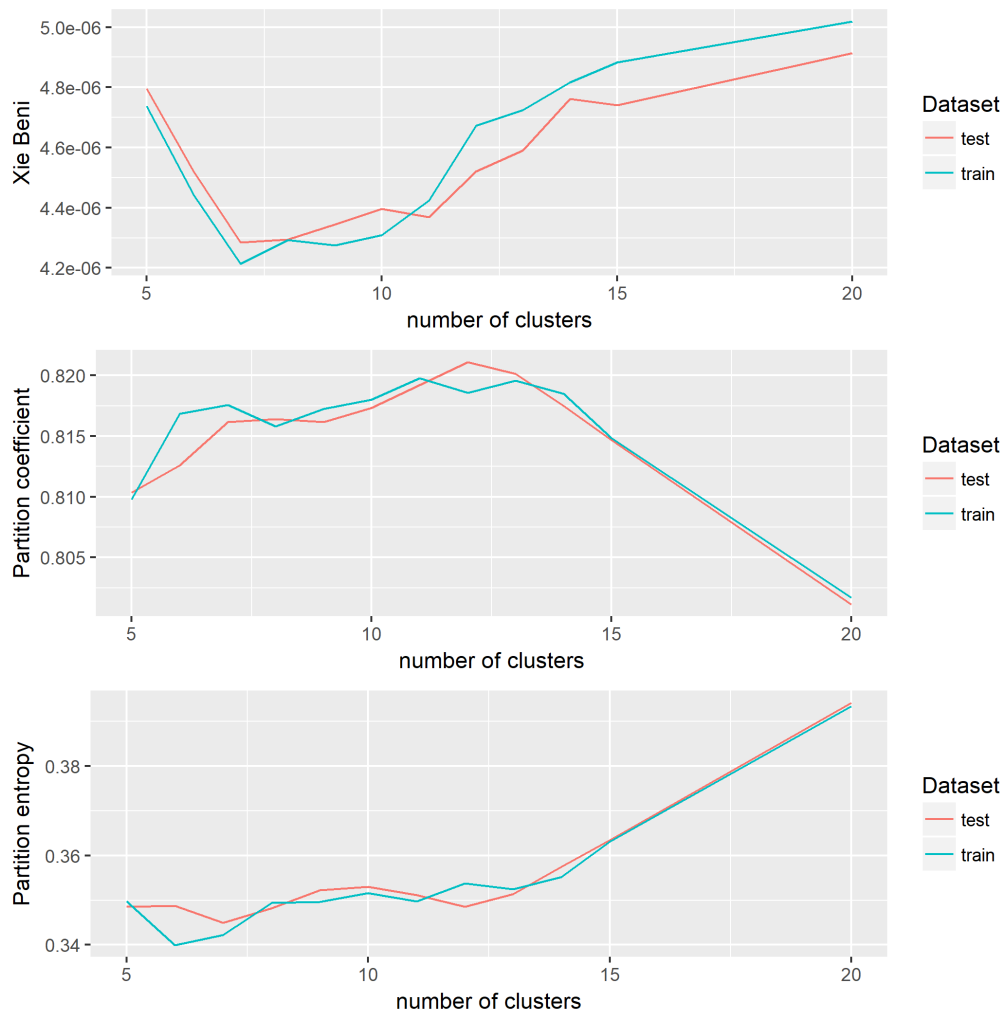 5.0e-06
4.8e-06
4.6e-06
4.4e-06
4.2e-06
Xie Beni
5 10 15 20
number of clusters
Dataset
test
train
0.820
0.815
0.810
0.805
Partition coefficient
5 10 15 20
number of clusters
Dataset
test
train
0.38
0.36
0.34
Partition entropy
5 10 15 20
number of clusters
Dataset
test
train